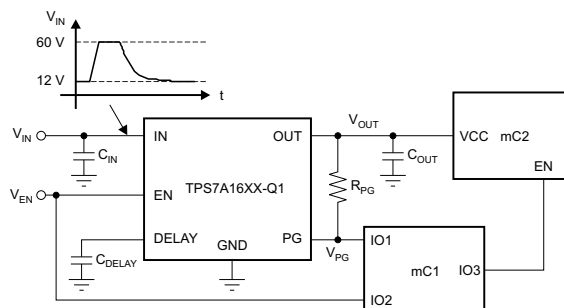 V_IN
60 V
12 V
t
V_IN
C_IN
V_EN
IN
OUT
TPS7A16XX-Q1
EN
DELAY
GND
PG
C_DELAY
V_OUT
C_OUT
R_PG
V_PG
VCC
mC2
EN
IO1
mC1
IO3
IO2